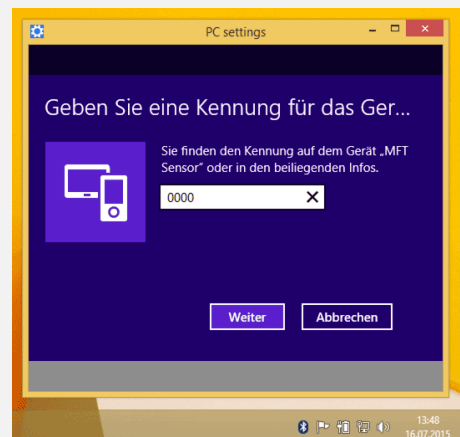 PC settings
Geben Sie eine Kennung für das Ger...
Sie finden den Kennung auf dem Gerät „MFT
Sensor" oder in den beiliegenden Infos.
0000
Weiter
Abbrechen
13:48
16.07.2015